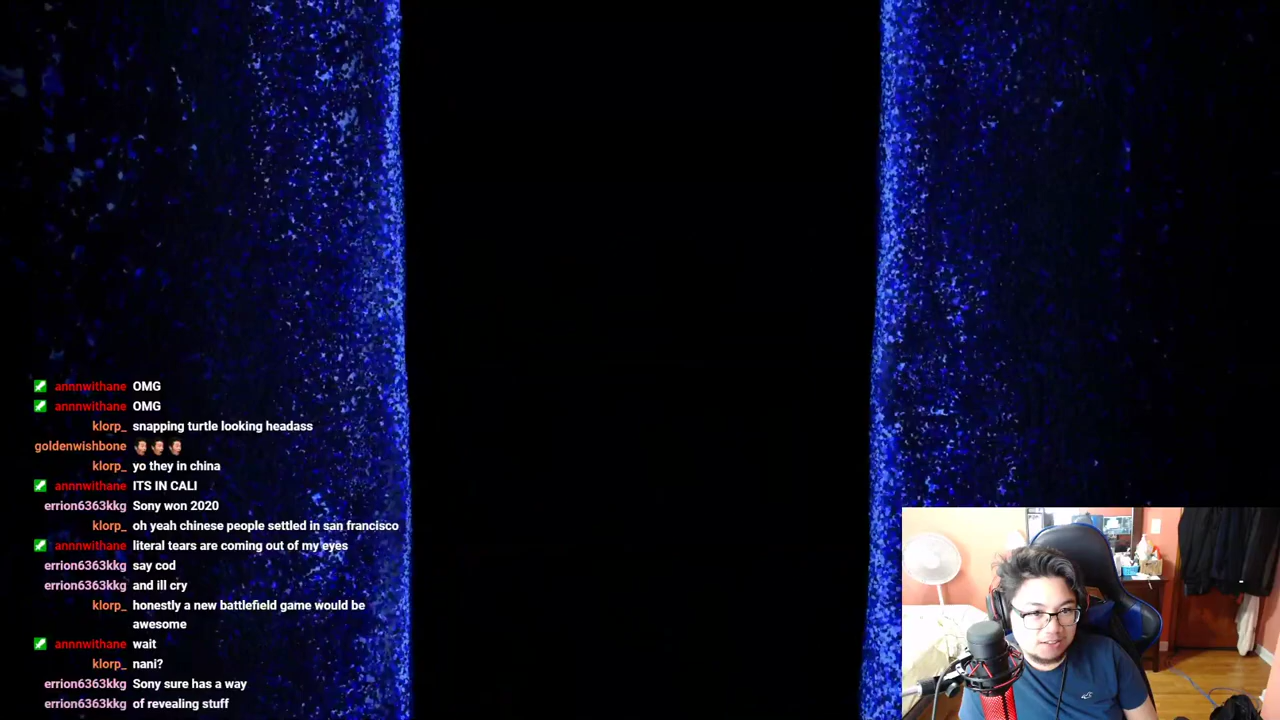 annnwithane OMG
annnwithane OMG
klorp_ snapping turtle looking headass
goldenwishbone
klorp_ yo they in china
annnwithane ITS IN CALI
errion6363kkg Sony won 2020
klorp_ oh yeah chinese people settled in san francisco
annnwithane literal tears are coming out of my eyes
errion6363kkg say cod
errion6363kkg and ill cry
klorp_ honestly a new battlefield game would be
awesome
annnwithane wait
klorp_ nani?
errion6363kkg Sony sure has a way
errion6363kkg of revealing stuff